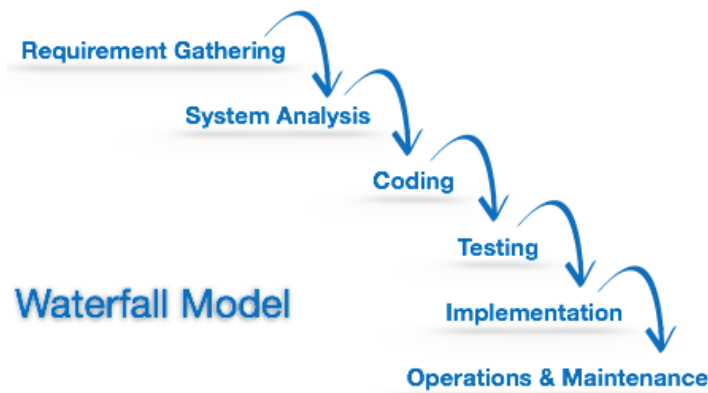 Requirement Gathering
System Analysis
Coding
Testing
Waterfall Model
Implementation
Operations & Maintenance